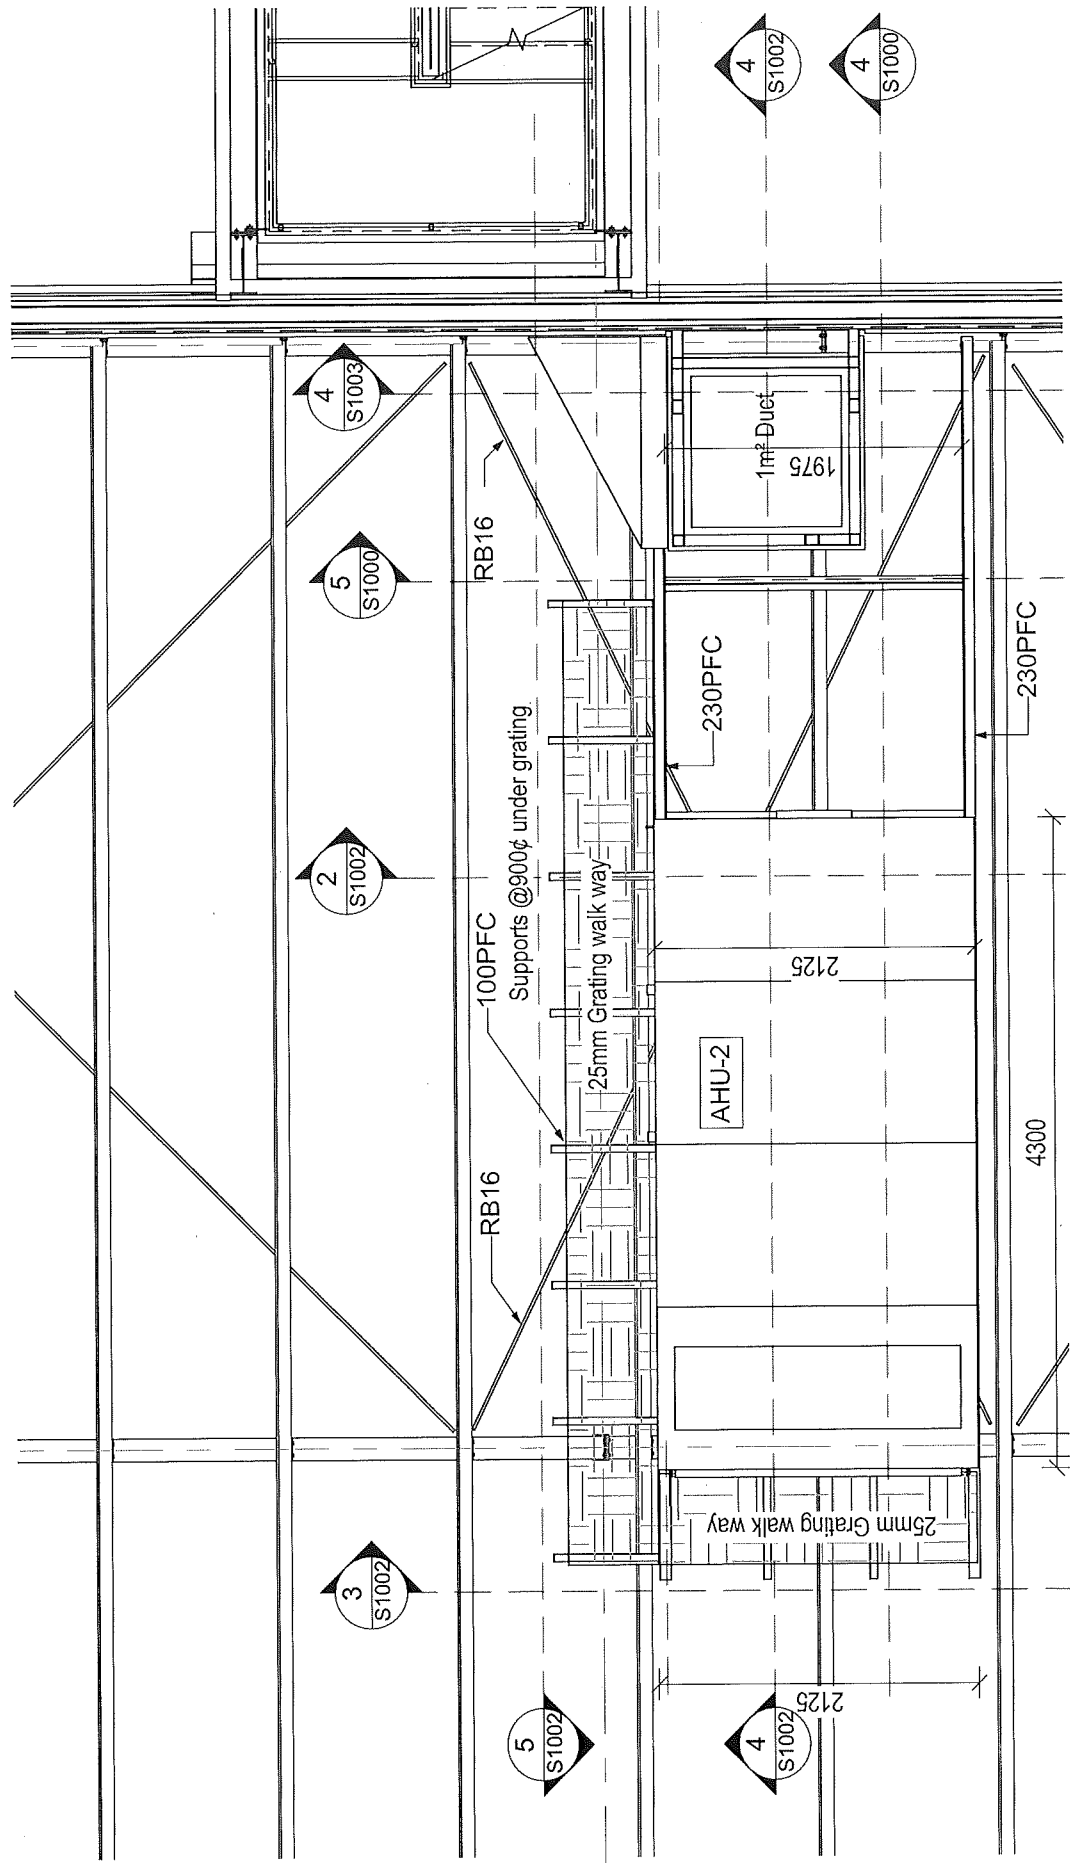 4
S1002
4
S1000
4
S1003
5
S1000
2
S1002
3
S1002
5
S1002
4
S1002
RB16
RB16
1m² Duct
1975
230PFC
230PFC
100PFC
Supports @900¢ under grating
25mm Grating walk way
2125
AHU-2
4300
25mm Grating walk way
2125